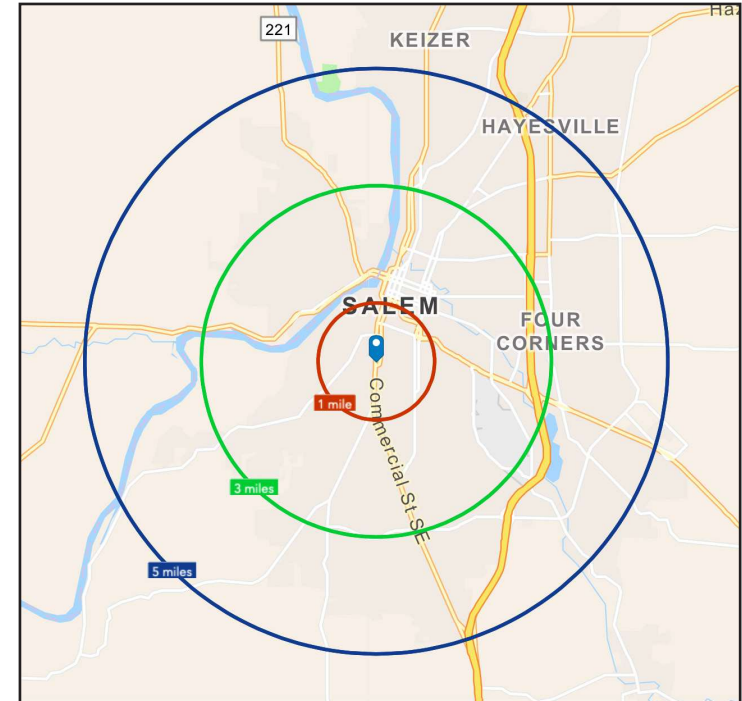 221
KEIZER
HAYESVILLE
SALEM
FOUR
CORNERS
1 mile
Commercial St SE
3 miles
5 miles